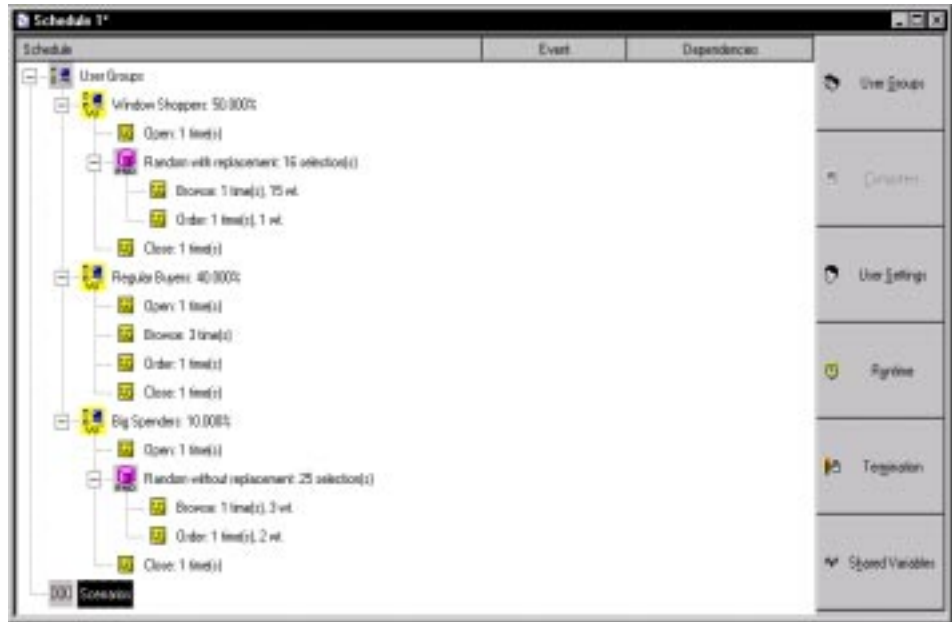 Schedule 1*
Schedule Event Dependencies
User Groups
Window Shoppers: 50.000%
Open: 1 time(s)
Random with replacement: 16 selection(s)
Browse: 1 time(s), 15 wt.
Order: 1 time(s), 1 wt.
Close: 1 time(s)
Regular Buyers: 40.000%
Open: 1 time(s)
Browse: 3 time(s)
Order: 1 time(s)
Close: 1 time(s)
Big Spenders: 10.000%
Open: 1 time(s)
Random without replacement: 25 selection(s)
Browse: 1 time(s), 3 wt.
Order: 1 time(s), 2 wt.
Close: 1 time(s)
Scenarios
User Groups
Computers
User Settings
Runtime
Termination
Shared Variables